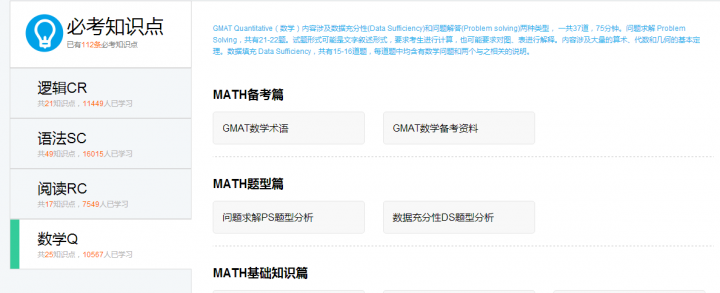 必考知识点
已有112条必考知识点
逻辑CR
共21知识点，11449人已学习
语法SC
共49知识点，16015人已学习
阅读RC
共17知识点，7549人已学习
数学Q
共25知识点，10567人已学习
GMAT Quantitative（数学）内容涉及数据充分性(Data Sufficiency)和问题解答(Problem solving)两种类型， 一共37道，75分钟。问题求解 Problem
Solving，共有21-22题。试题形式可能是文字叙述形式，要求考生进行计算，也可能要求对图、表进行解释。内容涉及大量的算术、代数和几何的基本定
理。数据填充 Data Sufficiency，共有15-16道题，每道题中均含有数学问题和两个与之相关的说明。
MATH备考篇
GMAT数学术语
GMAT数学备考资料
MATH题型篇
问题求解PS题型分析
数据充分性DS题型分析
MATH基础知识篇